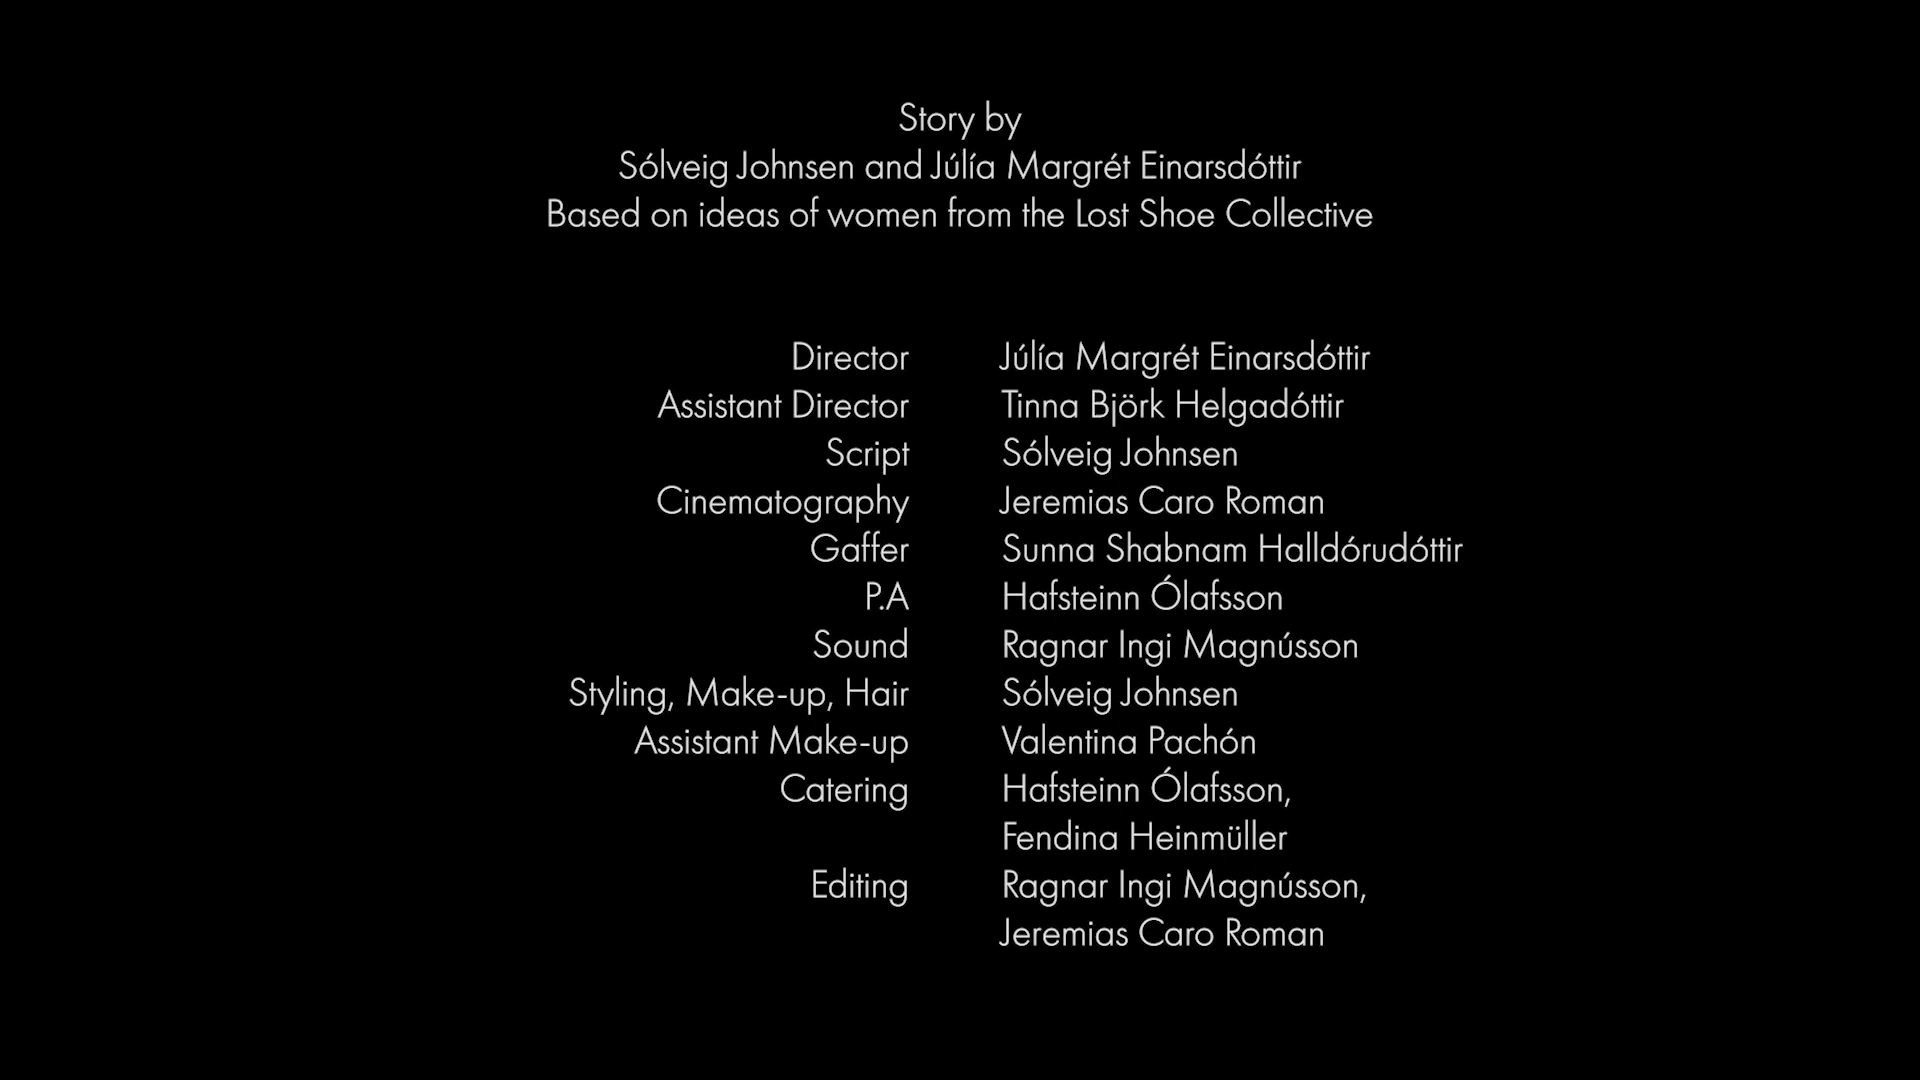 Story by
Sólveig Johnsen and Júlía Margrét Einarsdóttir
Based on ideas of women from the Lost Shoe Collective
Director Júlía Margrét Einarsdóttir
Assistant Director Tinna Björk Helgadóttir
Script Sólveig Johnsen
Cinematography Jeremias Caro Roman
Gaffer Sunna Shabnam Halldórudóttir
P.A Hafsteinn Ólafsson
Sound Ragnar Ingi Magnússon
Styling, Make-up, Hair Sólveig Johnsen
Assistant Make-up Valentina Pachón
Catering Hafsteinn Ólafsson,
Fendina Heinmüller
Editing Ragnar Ingi Magnússon,
Jeremias Caro Roman